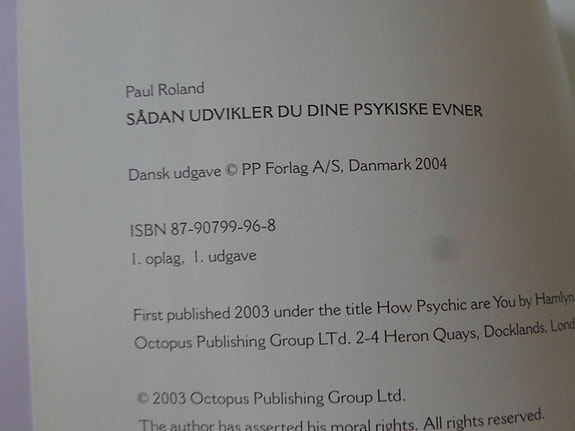 Paul Roland
SÅDAN UDVIKLER DU DINE PSYKISKE EVNER
Dansk udgave © PP Forlag A/S, Danmark 2004
ISBN 87-90799-96-8
1. oplag, 1. udgave
First published 2003 under the title How Psychic are You by Hamlyn
Octopus Publishing Group LTd. 2-4 Heron Quays, Docklands,
© 2003 Octopus Publishing Group Ltd.
The author has asserted his moral rights. All rights reserved.